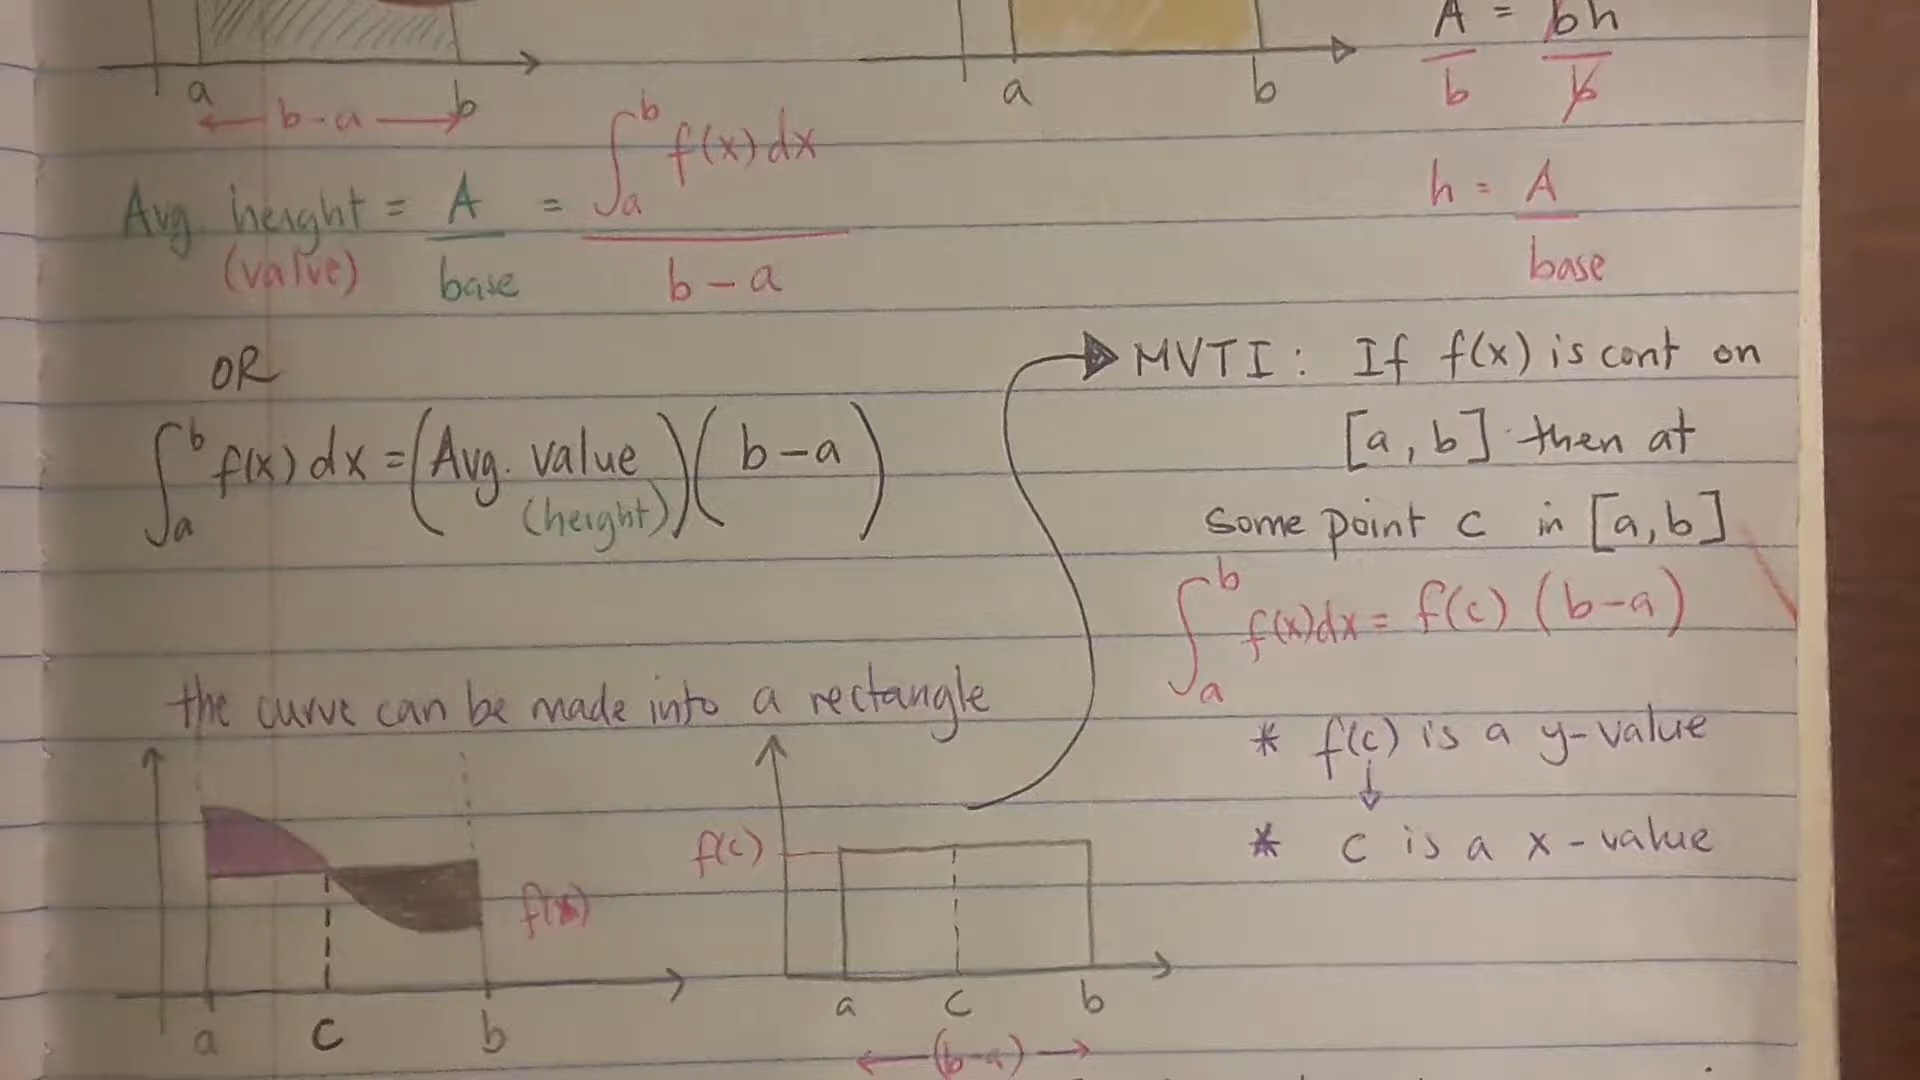 A = bh
b b
a b a b
← b-a →
Avg. height = A = ∫ₐᵇ f(x) dx
(value) base b-a
h = A
base
OR
∫ₐᵇ f(x) dx = (Avg. value) (b-a)
(height)
MVTI: If f(x) is cont on
[a, b] then at
some point c in [a,b]
∫ₐᵇ f(x)dx = f(c) (b-a)
* f(c) is a y-value
↓
* c is a x-value
the curve can be made into a rectangle
f(x)
a c b
f(c)
a c b
← (b-a) →